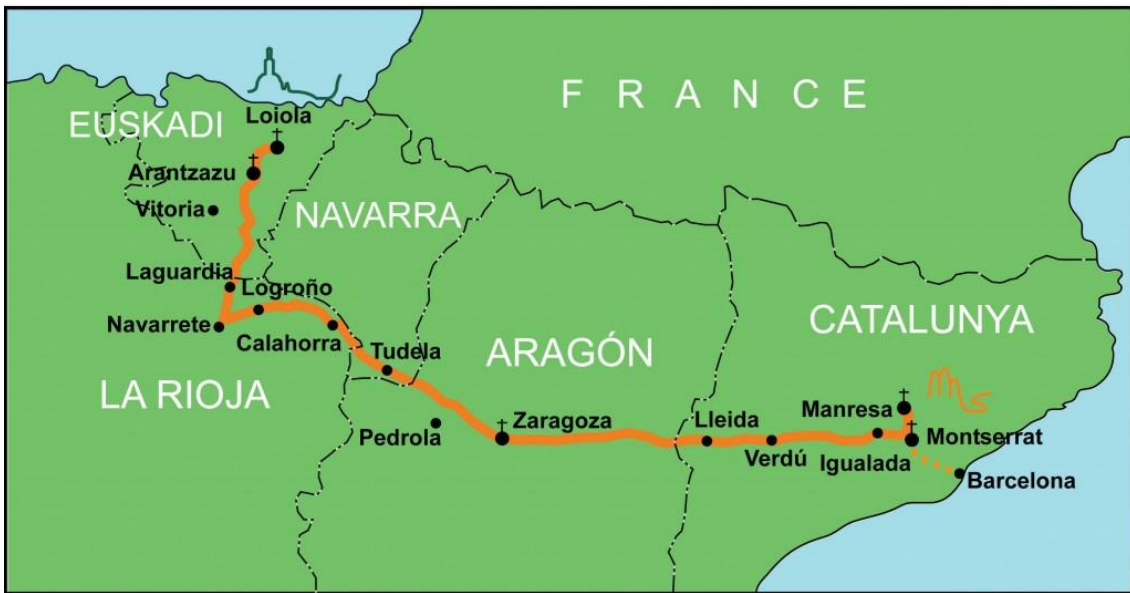 FRANCE
EUSKADI
Loiola
Arantzazu
Vitoria
NAVARRA
Laguardia
Logroño
Navarrete
Calahorra
CATALUNYA
Tudela
ARAGÓN
LA RIOJA
Manresa
Zaragoza
Lleida
Pedrola
Montserrat
Verdú
Igualada
Barcelona